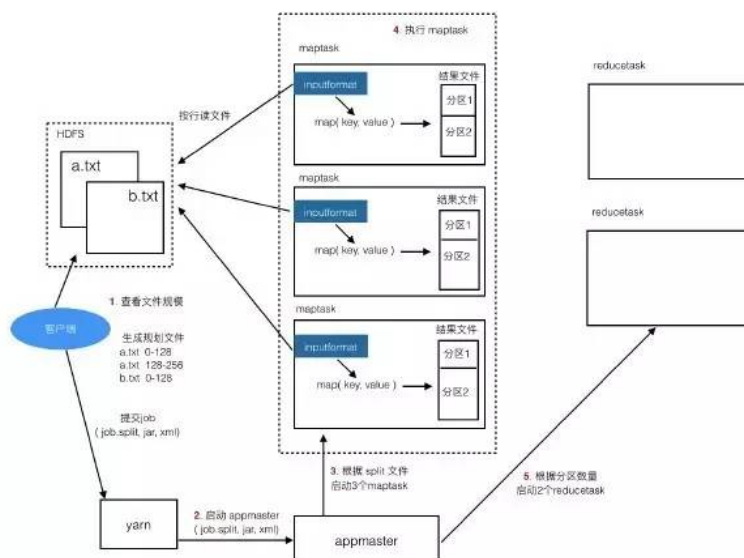 4. 执行 maptask
maptask
inputformat
map( key, value )
结果文件
分区1
分区2
reducetask
按行读文件
HDFS
a.txt
b.txt
maptask
inputformat
map( key, value )
结果文件
分区1
分区2
reducetask
1. 查看文件规模
客户端
生成规划文件
a.txt 0-128
a.txt 128-256
b.txt 0-128
maptask
inputformat
map( key, value )
结果文件
分区1
分区2
提交job
( job.split, jar, xml)
3. 根据 split 文件
启动3个maptask
5. 根据分区数量
启动2个reducetask
yarn
2. 启动 appmaster
( job.split, jar, xml)
appmaster